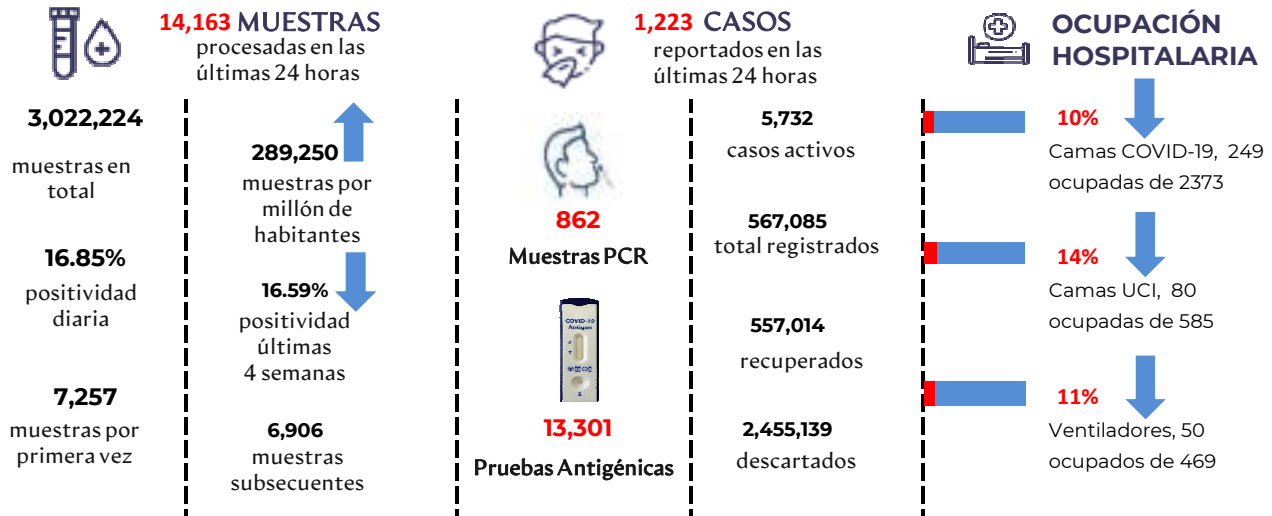 14,163 MUESTRAS
procesadas en las
últimas 24 horas
3,022,224
muestras en
total
16.85%
positividad
diaria
7,257
muestras por
primera vez
289,250
muestras por
millón de
habitantes
16.59%
positividad
últimas
4 semanas
6,906
muestras
subsecuentes
1,223 CASOS
reportados en las
últimas 24 horas
862
Muestras PCR
COVID-19
Antigen
C
T
S
13,301
Pruebas Antigénicas
5,732
casos activos
567,085
total registrados
557,014
recuperados
2,455,139
descartados
OCUPACIÓN
HOSPITALARIA
10%
Camas COVID-19, 249
ocupadas de 2373
14%
Camas UCI, 80
ocupadas de 585
11%
Ventiladores, 50
ocupados de 469